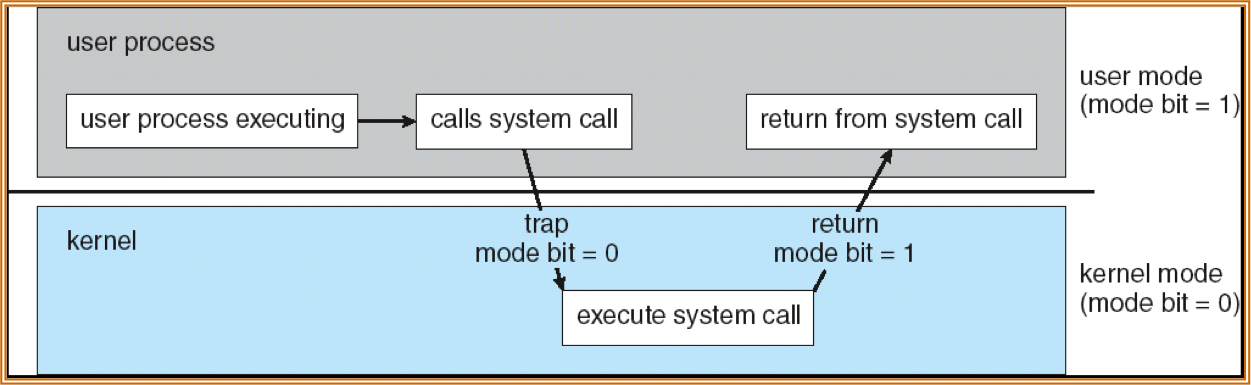 user process
user process executing
calls system call
return from system call
user mode
(mode bit = 1)
kernel
trap
mode bit = 0
return
mode bit = 1
execute system call
kernel mode
(mode bit = 0)